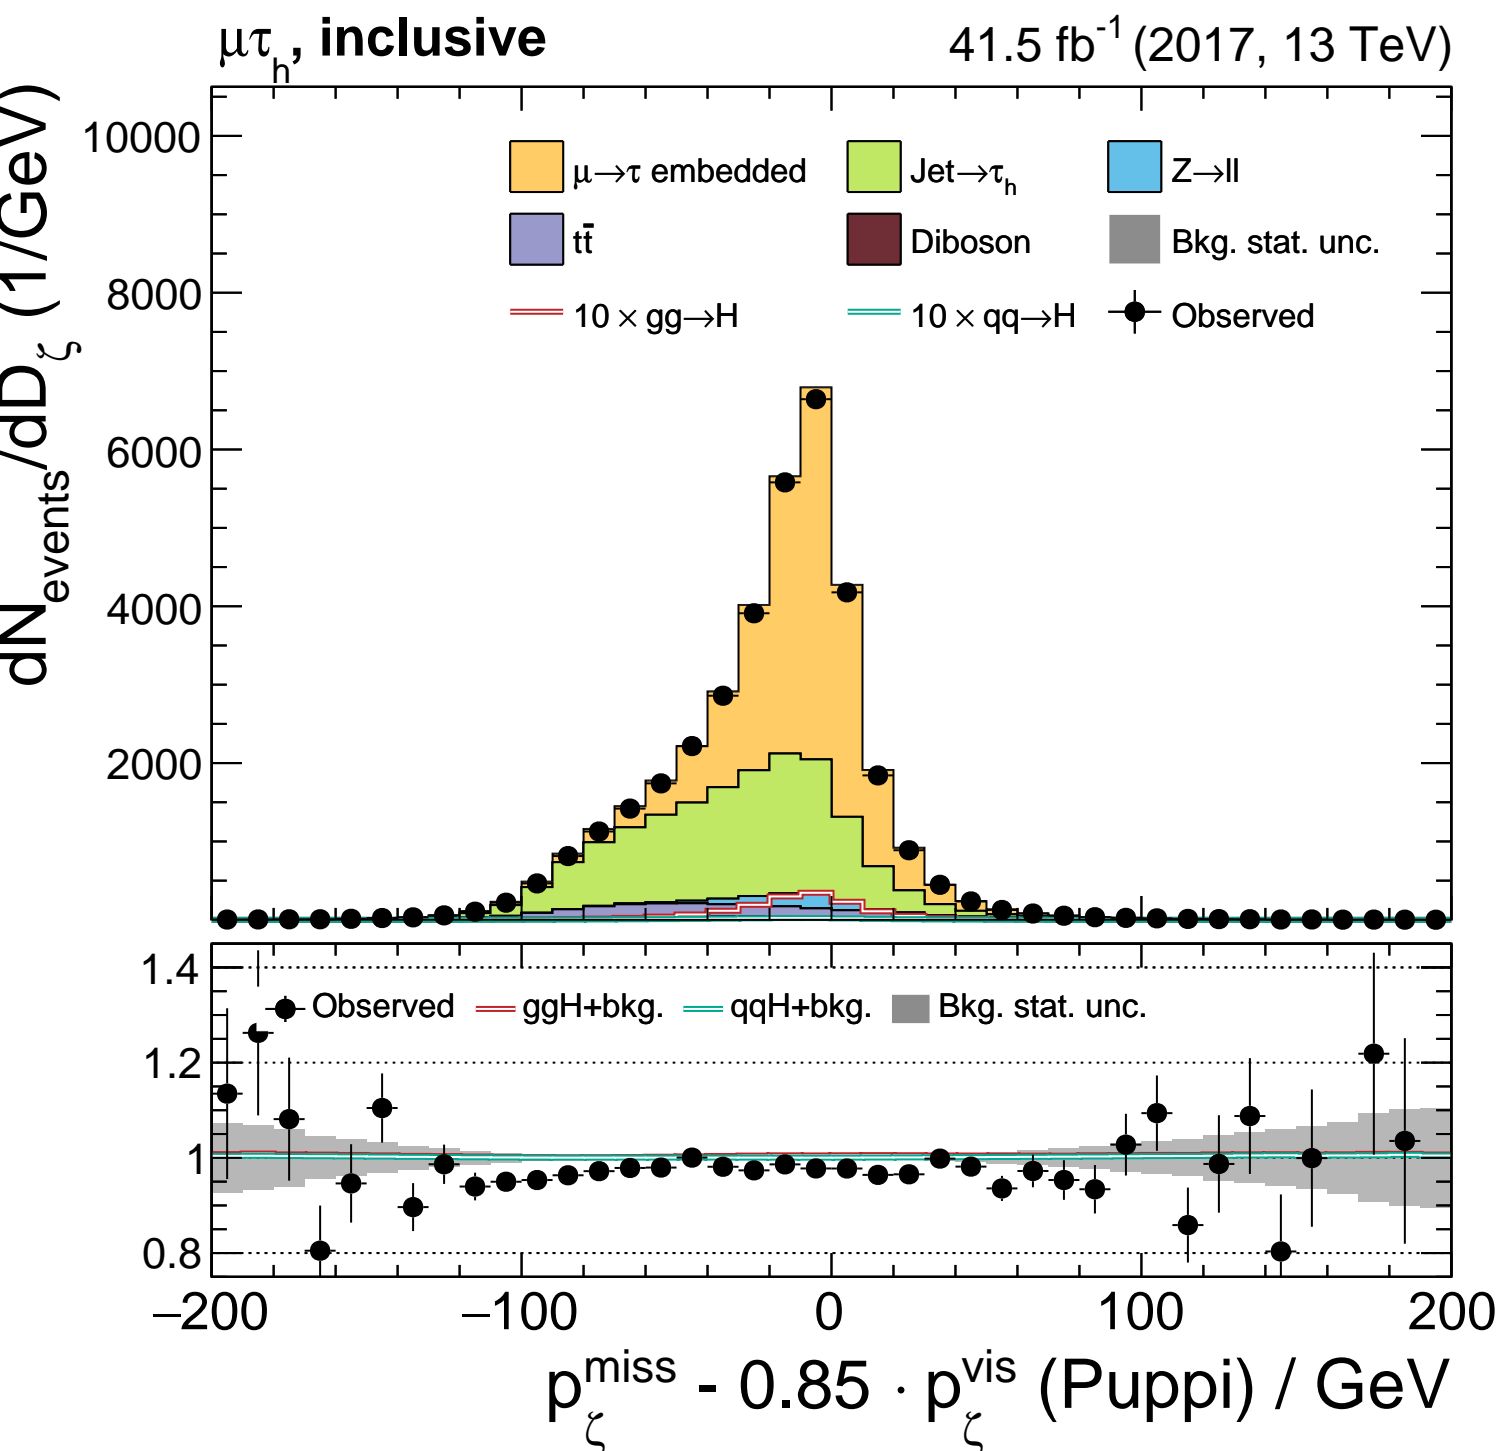 μτh, inclusive
41.5 fb-1 (2017, 13 TeV)
dNevents/dDζ (1/GeV)
10000
8000
6000
4000
2000
μ→τ embedded
Jet→τh
Z→ll
tt̄
Diboson
Bkg. stat. unc.
10 × gg→H
10 × qq→H
Observed
1.4
1.2
1
0.8
Observed
ggH+bkg.
qqH+bkg.
Bkg. stat. unc.
−200
−100
0
100
200
pζmiss - 0.85 · pζvis (Puppi) / GeV